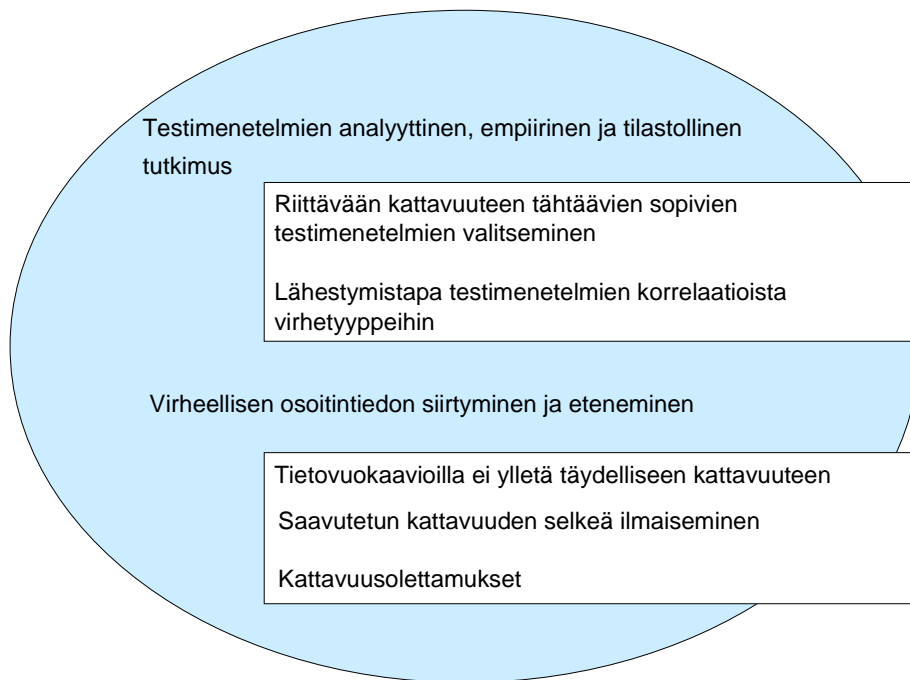 Testimenetelmien analyyttinen, empiirinen ja tilastollinen
tutkimus
Riittävään kattavuuteen tähtäävien sopivien
testimenetelmien valitseminen
Lähestymistapa testimenetelmien korrelaatioista
virhetyyppeihin
Virheellisen osoitintiedon siirtyminen ja eteneminen
Tietovuokaavioilla ei ylletä täydelliseen kattavuuteen
Saavutetun kattavuuden selkeä ilmaiseminen
Kattavuusolettamukset